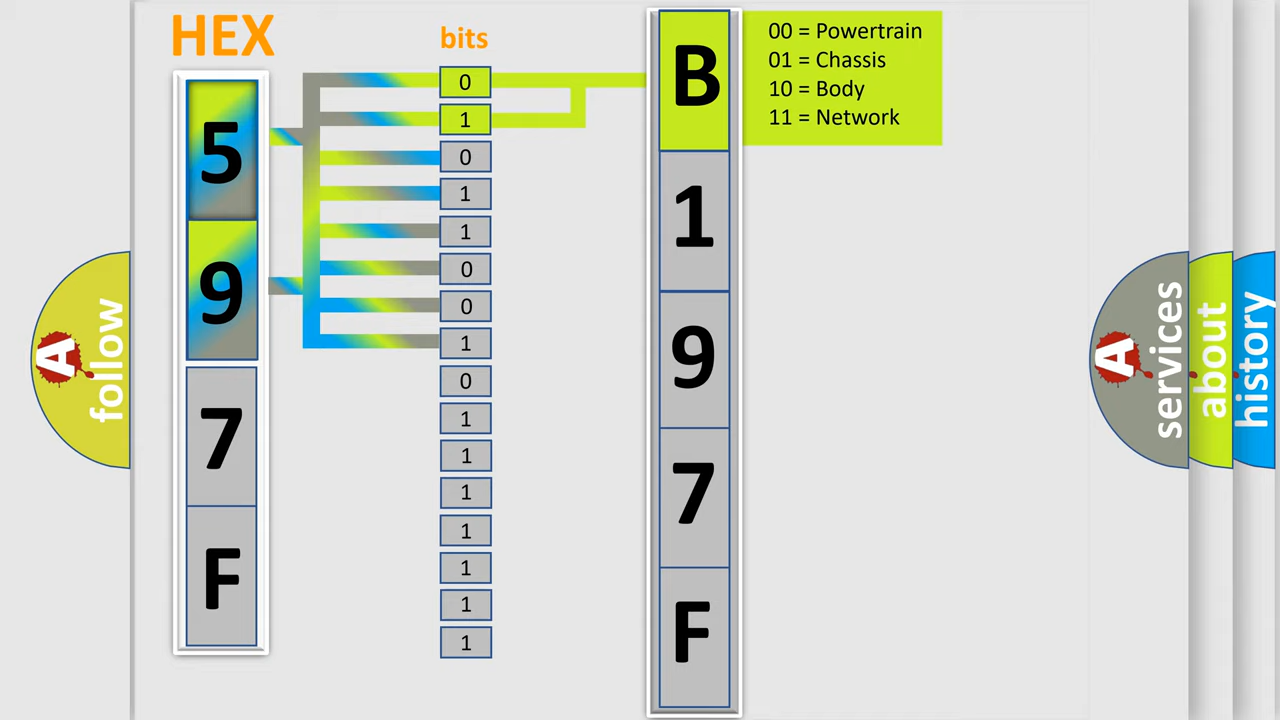 HEX
bits
5
9
7
F
0
1
0
1
1
0
0
1
0
1
1
1
1
1
1
1
B
1
9
7
F
00 = Powertrain
01 = Chassis
10 = Body
11 = Network
A
follow
A
services
about
history